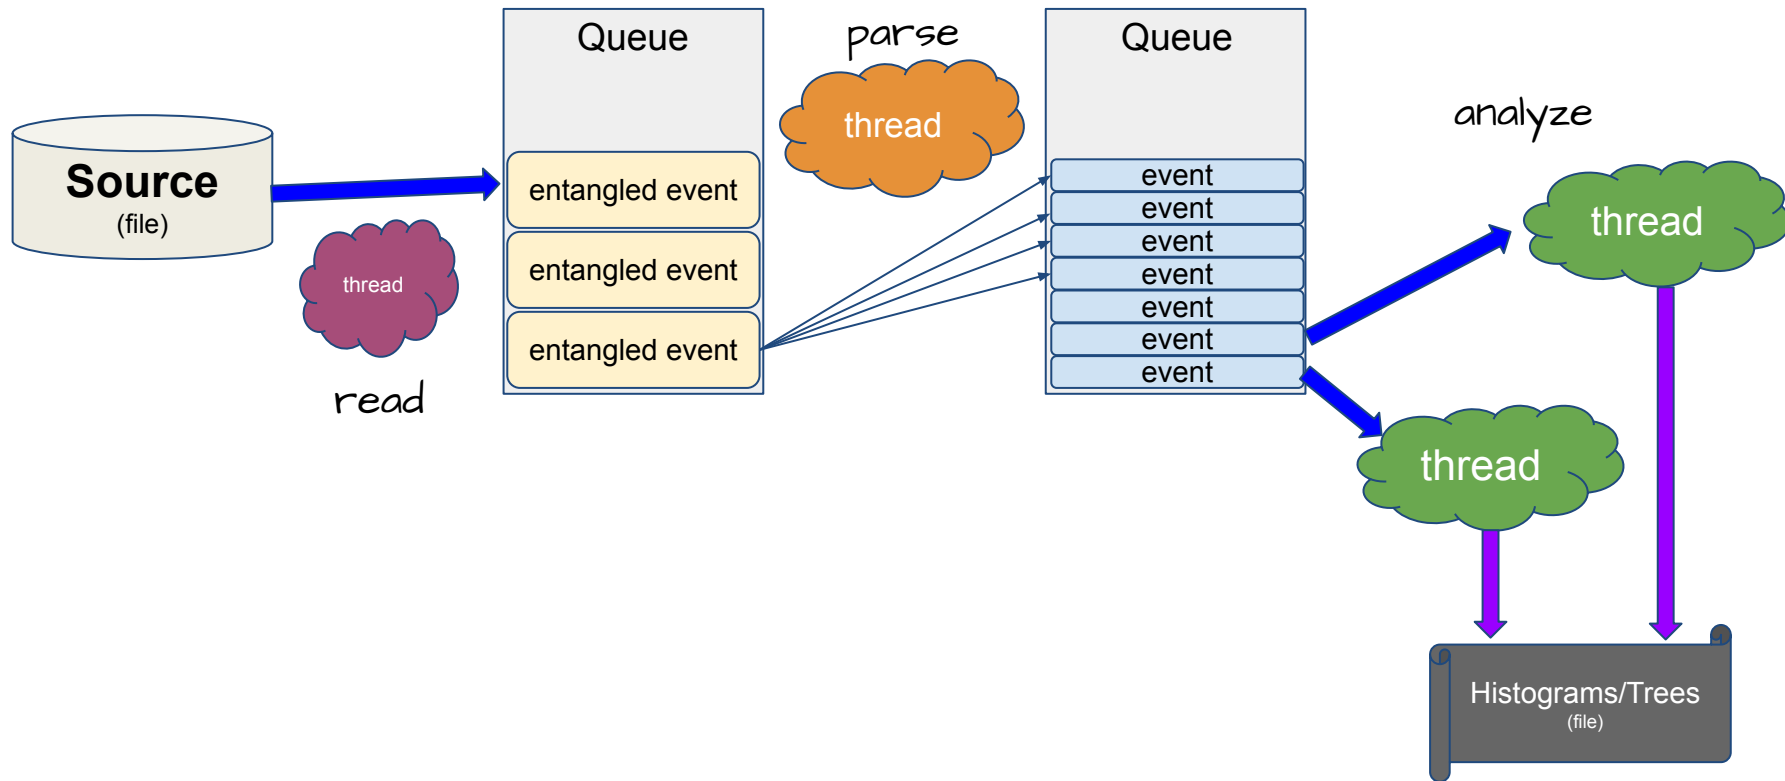 Source
(file)
thread
read
Queue
entangled event
entangled event
entangled event
parse
thread
Queue
event
event
event
event
event
event
event
analyze
thread
thread
Histograms/Trees
(file)